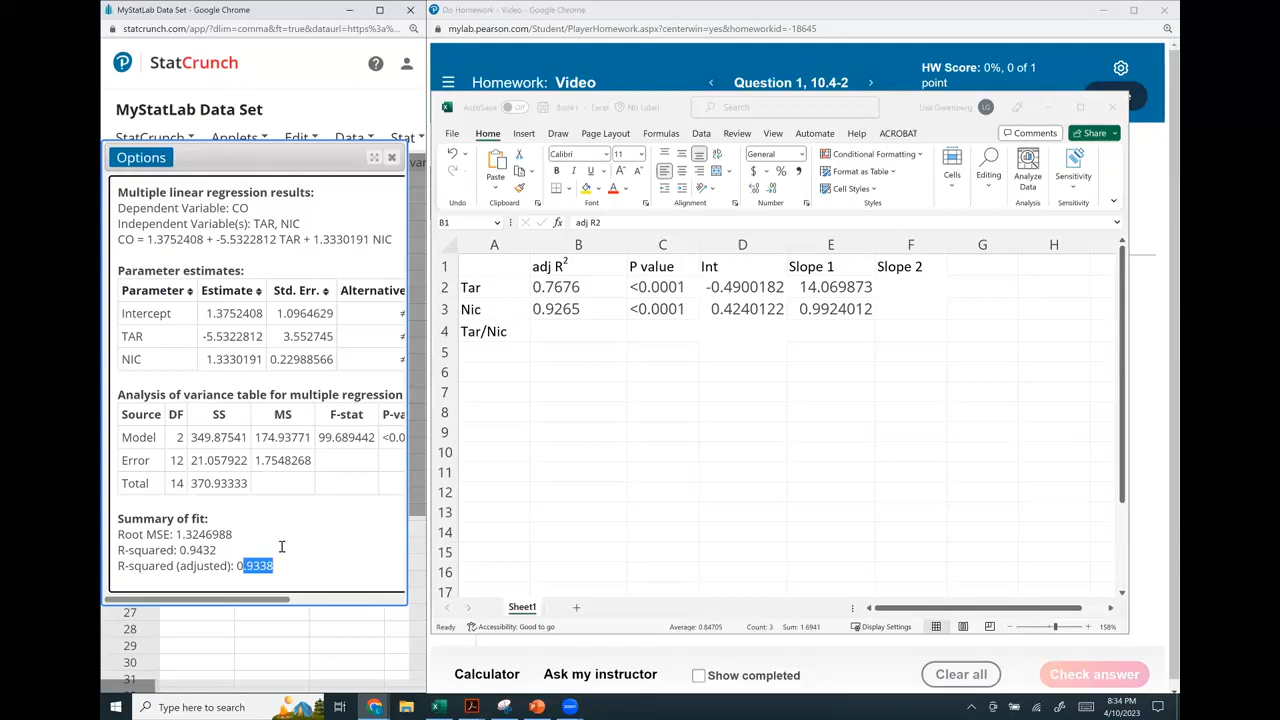 MyStatLab Data Set - Google Chrome
statcrunch.com/app/?dlim=comma&ft=true&dataurl=https%3a%...
StatCrunch
MyStatLab Data Set
StatCrunch Applets Edit Data Stat
Options
var
Multiple linear regression results:
Dependent Variable: CO
Independent Variable(s): TAR, NIC
CO = 1.3752408 + -5.5322812 TAR + 1.3330191 NIC
Parameter estimates:
Parameter Estimate Std. Err. Alternative
Intercept 1.3752408 1.0964629 ≠
TAR -5.5322812 3.552745 ≠
NIC 1.3330191 0.22988566 ≠
Analysis of variance table for multiple regression
Source DF SS MS F-stat P-va
Model 2 349.87541 174.93771 99.689442 <0.0
Error 12 21.057922 1.7548268
Total 14 370.93333
Summary of fit:
Root MSE: 1.3246988
R-squared: 0.9432
R-squared (adjusted): 0.9338
27
28
29
30
31
Do Homework - Video - Google Chrome
mylab.pearson.com/Student/PlayerHomework.aspx?centerwin=yes&homeworkid=-18645
Homework: Video
Question 1, 10.4-2
HW Score: 0%, 0 of 1 point
AutoSave Off Book1 - Excel No Label Search Lisa Greenberg LG
File Home Insert Draw Page Layout Formulas Data Review View Automate Help ACROBAT Comments Share
Paste Calibri 11 General Conditional Formatting Format as Table Cell Styles Cells Editing Analyze Data Sensitivity
Undo Clipboard Font Alignment Number Styles Analysis Sensitivity
B1 fx adj R2
A B C D E F G H
1 adj R2 P value Int Slope 1 Slope 2
2 Tar 0.7676 <0.0001 -0.4900182 14.069873
3 Nic 0.9265 <0.0001 0.4240122 0.9924012
4 Tar/Nic
5
6
7
8
9
10
11
12
13
14
15
16
17
Sheet1
Ready Accessibility: Good to go Average: 0.84705 Count: 3 Sum: 1.6941 Display Settings 158%
Calculator Ask my instructor Show completed Clear all Check answer
Type here to search
8:34 PM
4/10/2023